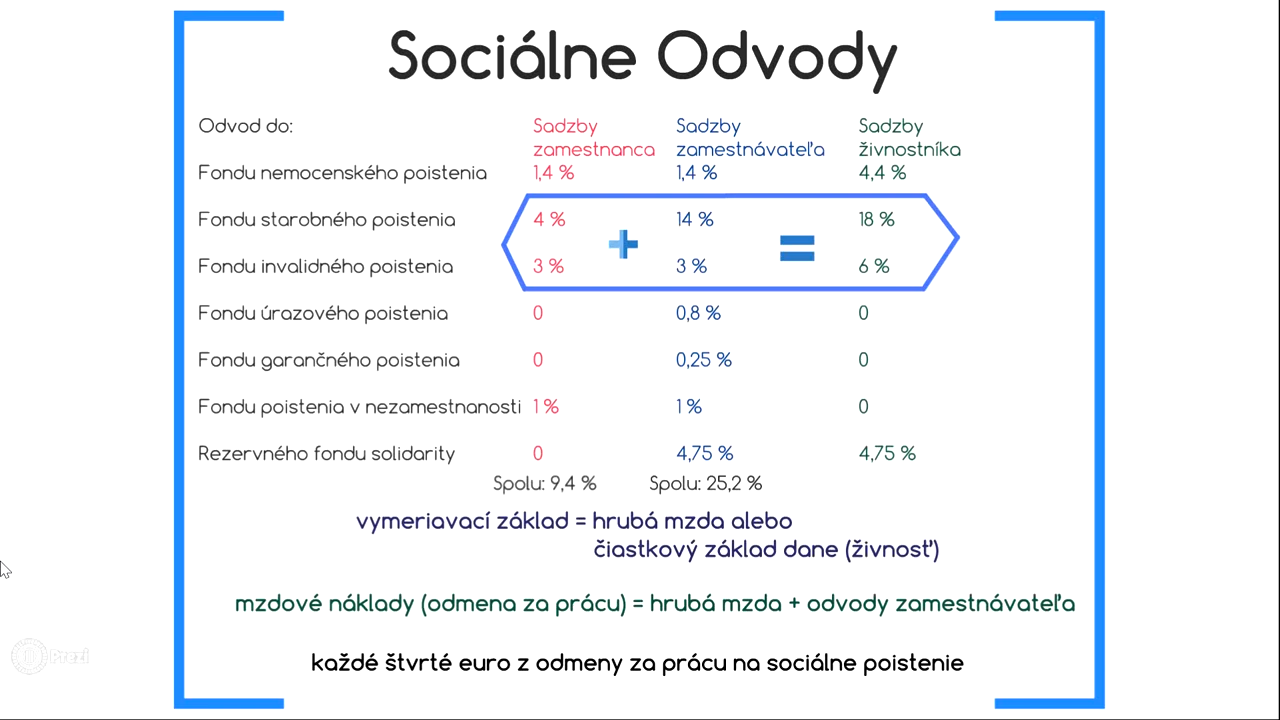 Sociálne Odvody
Odvod do: Sadzby zamestnanca Sadzby zamestnávateľa Sadzby živnostníka
Fondu nemocenského poistenia 1,4 % 1,4 % 4,4 %
Fondu starobného poistenia 4 % 14 % 18 %
+ =
Fondu invalidného poistenia 3 % 3 % 6 %
Fondu úrazového poistenia 0 0,8 % 0
Fondu garančného poistenia 0 0,25 % 0
Fondu poistenia v nezamestnanosti 1 % 1 % 0
Rezervného fondu solidarity 0 4,75 % 4,75 %
Spolu: 9,4 % Spolu: 25,2 %
vymeriavací základ = hrubá mzda alebo
čiastkový základ dane (živnosť)
mzdové náklady (odmena za prácu) = hrubá mzda + odvody zamestnávateľa
každé štvrté euro z odmeny za prácu na sociálne poistenie
Prezi